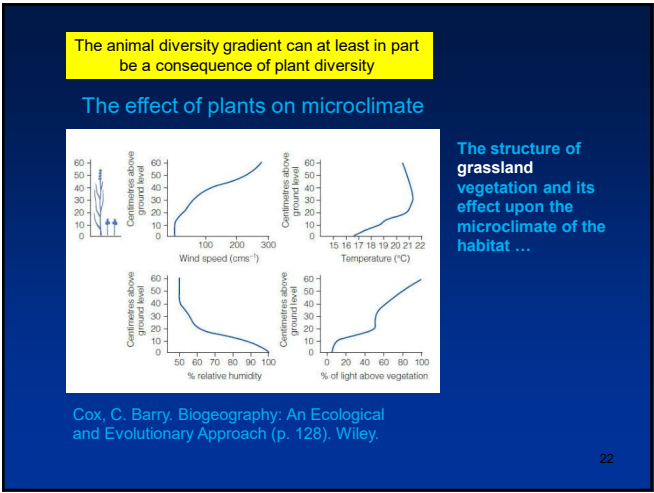 The animal diversity gradient can at least in part
be a consequence of plant diversity
The effect of plants on microclimate
60
50
40
30
20
10
0
Centimetres above
ground level
60
50
40
30
20
10
0
100 200 300
Wind speed (cms⁻¹)
Centimetres above
ground level
60
50
40
30
20
10
0
15 16 17 18 19 20 21 22
Temperature (°C)
Centimetres above
ground level
60
50
40
30
20
10
0
50 60 70 80 90 100
% relative humidity
Centimetres above
ground level
60
50
40
30
20
10
0
0 20 40 60 80 100
% of light above vegetation
The structure of
grassland
vegetation and its
effect upon the
microclimate of the
habitat …
Cox, C. Barry. Biogeography: An Ecological
and Evolutionary Approach (p. 128). Wiley.
22